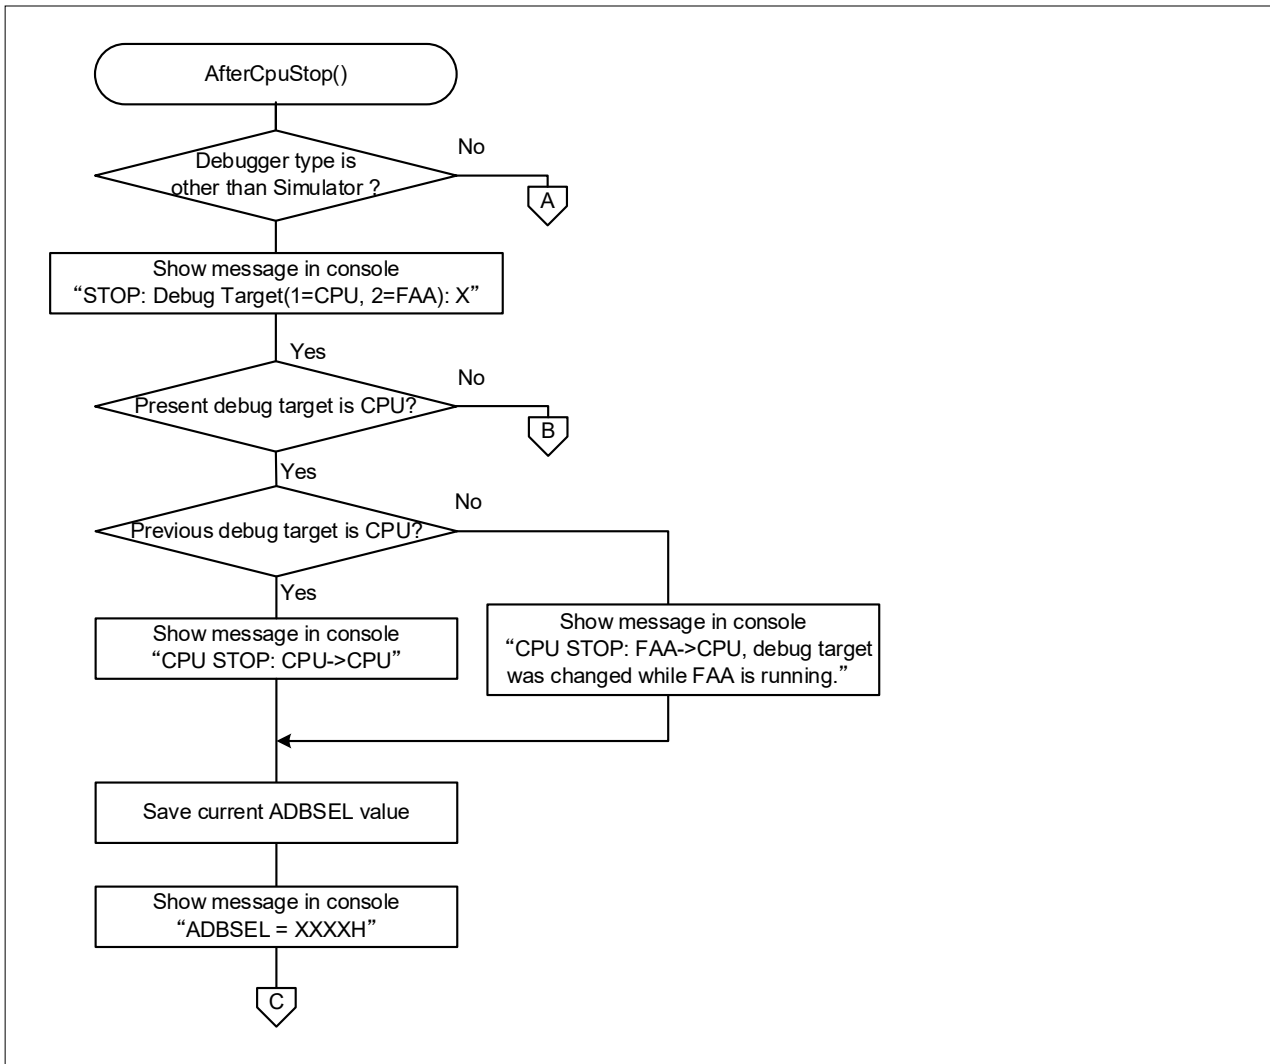 AfterCpuStop()
No
Debugger type is
other than Simulator ?
A
Show message in console
“STOP: Debug Target(1=CPU, 2=FAA): X”
Yes
No
Present debug target is CPU?
B
Yes
No
Previous debug target is CPU?
Yes
Show message in console
“CPU STOP: CPU->CPU”
Show message in console
“CPU STOP: FAA->CPU, debug target
was changed while FAA is running.”
Save current ADBSEL value
Show message in console
“ADBSEL = XXXXH”
C